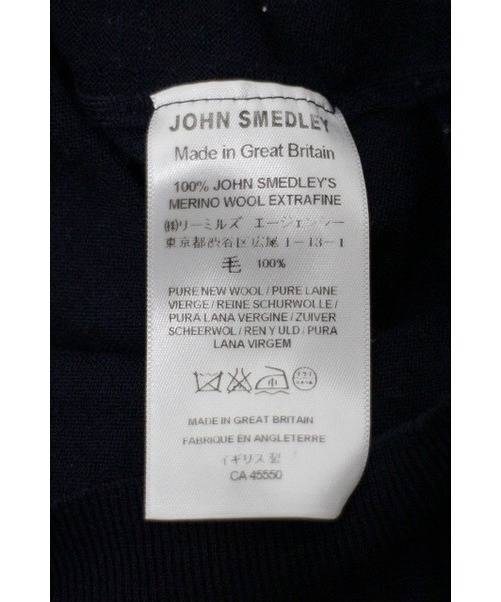 JOHN SMEDLEY
Made in Great Britain
100% JOHN SMEDLEY'S
MERINO WOOL EXTRAFINE
㈱リーミルズ エージェンシー
東京都渋谷区広尾1-13-1
毛 100%
PURE NEW WOOL / PURE LAINE
VIERGE / REINE SCHURWOLLE /
PURA LANA VERGINE / ZUIVER
SCHEERWOL / REN Y ULD / PURA
LANA VIRGEM
MADE IN GREAT BRITAIN
FABRIQUE EN ANGLETERRE
イギリス製
CA 45550